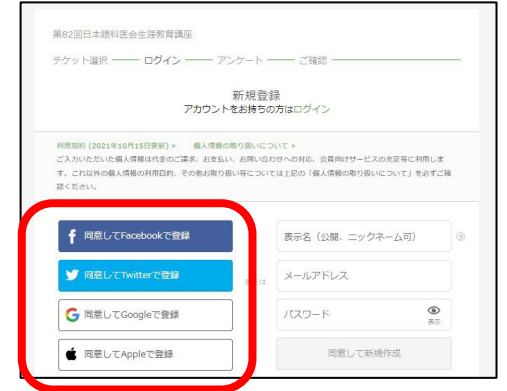 第82回日本眼科医会生涯教育講座
チケット選択 ログイン アンケート ご確認
新規登録
アカウントをお持ちの方はログイン
利用規約 (2021年10月15日更新) » 個人情報の取り扱いについて »
ご入力いただいた個人情報は代金のご請求、お支払い、お問い合わせへの対応、会員向けサービスの充足等に利用しま
す。これ以外の個人情報の利用目的、その他お取り扱い等については上記の「個人情報の取り扱いについて」を必ずご確
認ください。
同意してFacebookで登録
同意してTwitterで登録
同意してGoogleで登録
同意してAppleで登録
または
表示名（公開、ニックネーム可）
メールアドレス
パスワード
表示
同意して新規作成